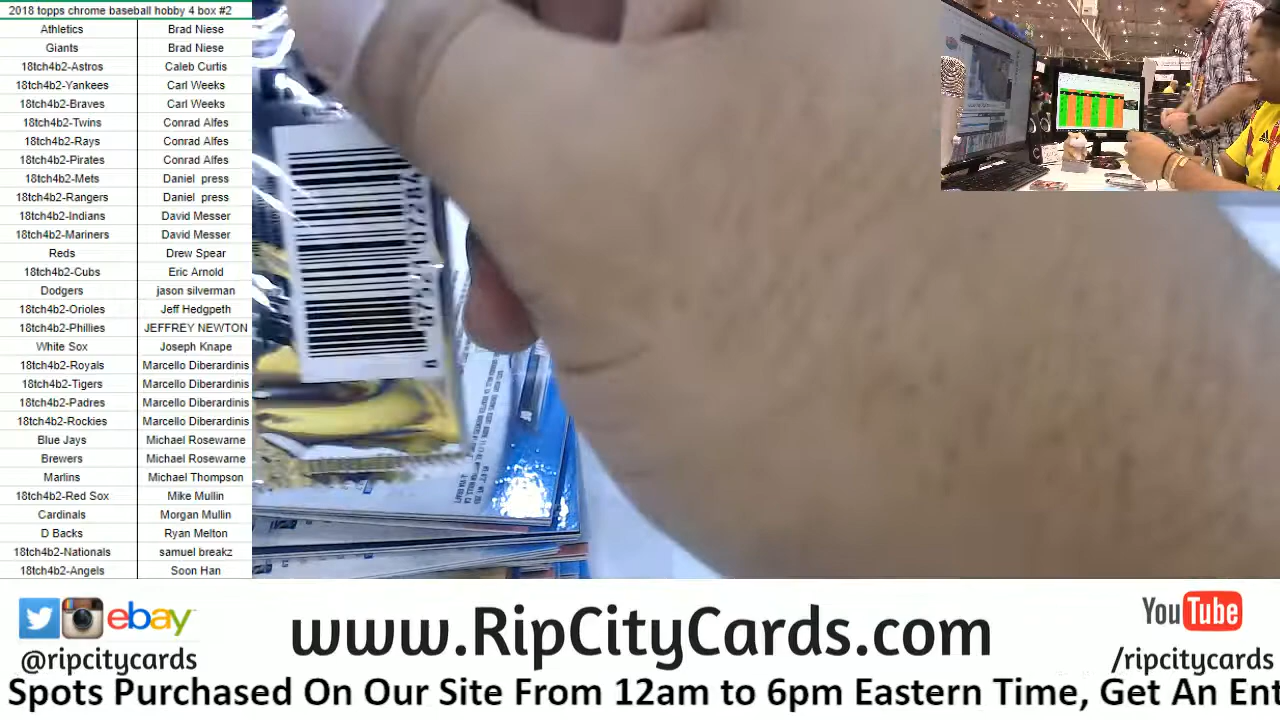 2018 topps chrome baseball hobby 4 box #2
Athletics Brad Niese
Giants Brad Niese
18tch4b2-Astros Caleb Curtis
18tch4b2-Yankees Carl Weeks
18tch4b2-Braves Carl Weeks
18tch4b2-Twins Conrad Alfes
18tch4b2-Rays Conrad Alfes
18tch4b2-Pirates Conrad Alfes
18tch4b2-Mets Daniel press
18tch4b2-Rangers Daniel press
18tch4b2-Indians David Messer
18tch4b2-Mariners David Messer
Reds Drew Spear
18tch4b2-Cubs Eric Arnold
Dodgers jason silverman
18tch4b2-Orioles Jeff Hedgpeth
18tch4b2-Phillies JEFFREY NEWTON
White Sox Joseph Knape
18tch4b2-Royals Marcello Diberardinis
18tch4b2-Tigers Marcello Diberardinis
18tch4b2-Padres Marcello Diberardinis
18tch4b2-Rockies Marcello Diberardinis
Blue Jays Michael Rosewarne
Brewers Michael Rosewarne
Marlins Michael Thompson
18tch4b2-Red Sox Mike Mullin
Cardinals Morgan Mullin
D Backs Ryan Melton
18tch4b2-Nationals samuel breakz
18tch4b2-Angels Soon Han
ebay
@ripcitycards
www.RipCityCards.com
YouTube
/ripcitycards
Spots Purchased On Our Site From 12am to 6pm Eastern Time, Get An Ent